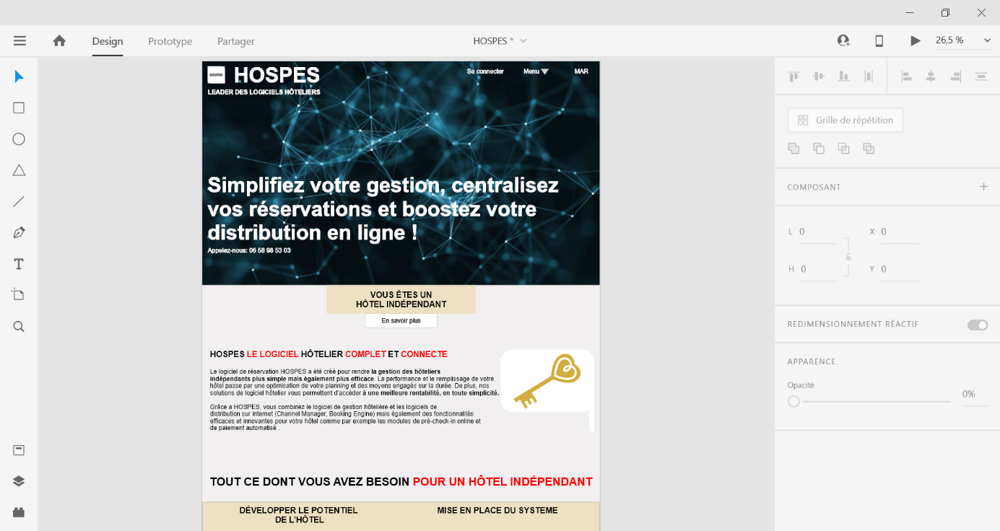 Design
Prototype
Partager
HOSPES *
26,5 %
HOSPES
HOSPES
Se connecter
Menu
MAR
LEADER DES LOGICIELS HÔTELIERS
Simplifiez votre gestion, centralisez
vos réservations et boostez votre
distribution en ligne !
Appelez-nous: 06 58 98 53 03
VOUS ÊTES UN
HÔTEL INDÉPENDANT
En savoir plus
HOSPES LE LOGICIEL HÔTELIER COMPLET ET CONNECTE
Le logiciel de réservation HOSPES a été créé pour rendre la gestion des hôteliers
indépendants plus simple mais également plus efficace. La performance et le remplissage de votre
hôtel passe par une optimisation de votre planning et des moyens engagés sur la durée. De plus, nos
solutions de logiciel hôtelier vous permettent d'accéder à une meilleure rentabilité, en toute simplicité.
Grâce a HOSPES, vous combinez le logiciel de gestion hôtelière et les logiciels de
distribution sur internet (Channel Manager, Booking Engine) mais également des fonctionnalités
efficaces et innovantes pour votre hôtel comme par exemple les modules de pré-check-in online et
de paiement automatisé .
TOUT CE DONT VOUS AVEZ BESOIN POUR UN HÔTEL INDÉPENDANT
DÉVELOPPER LE POTENTIEL
DE L'HÔTEL
MISE EN PLACE DU SYSTEME
Grille de répétition
COMPOSANT
L 0
X 0
H 0
Y 0
REDIMENSIONNEMENT RÉACTIF
APPARENCE
Opacité
0%